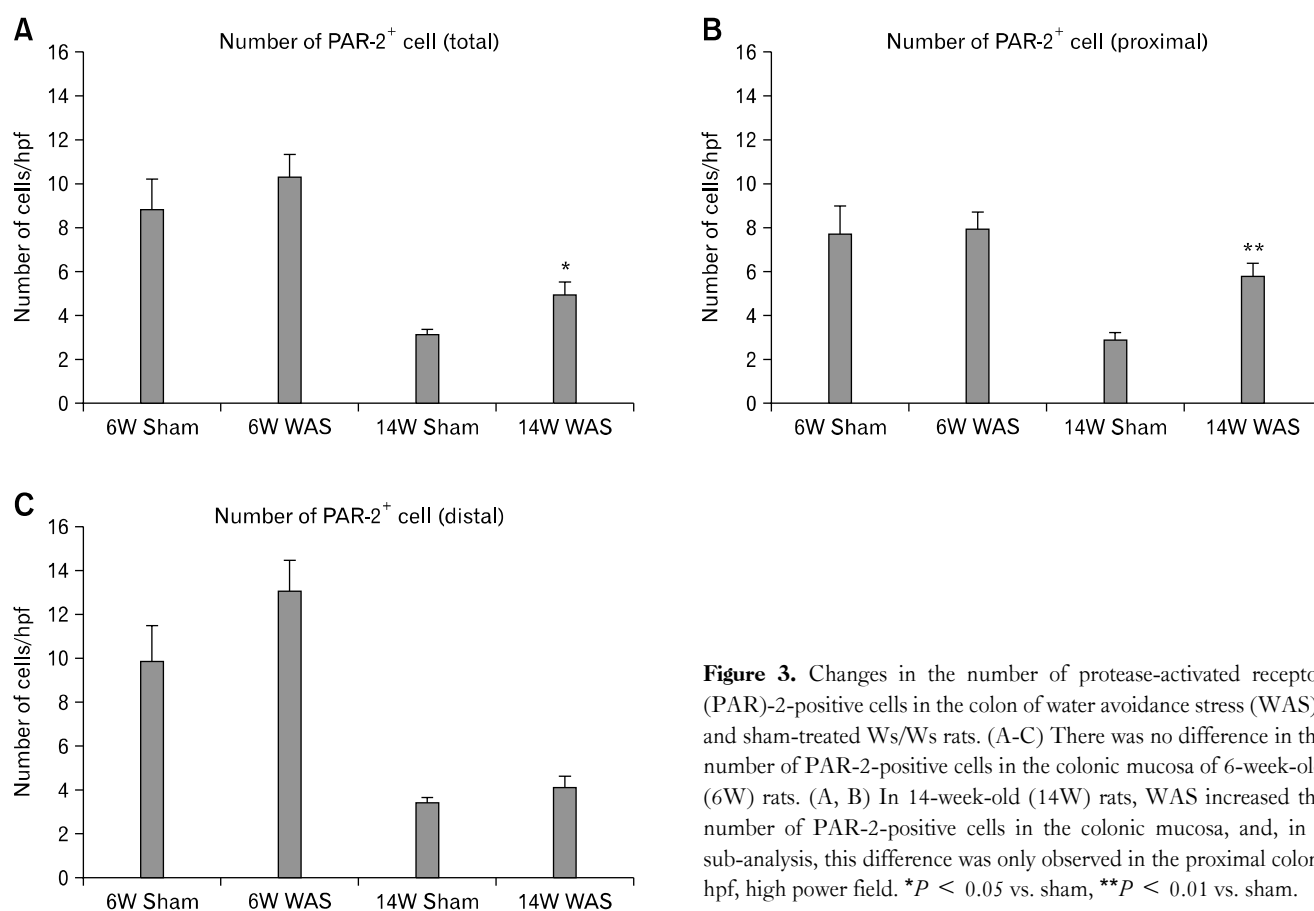 A
Number of PAR-2+ cell (total)
Number of cells/hpf
16
14
12
10
8
6
4
2
0
*
6W Sham 6W WAS 14W Sham 14W WAS
B
Number of PAR-2+ cell (proximal)
Number of cells/hpf
16
14
12
10
8
6
4
2
0
**
6W Sham 6W WAS 14W Sham 14W WAS
C
Number of PAR-2+ cell (distal)
Number of cells/hpf
16
14
12
10
8
6
4
2
0
6W Sham 6W WAS 14W Sham 14W WAS
Figure 3. Changes in the number of protease-activated recepto
(PAR)-2-positive cells in the colon of water avoidance stress (WAS)
and sham-treated Ws/Ws rats. (A-C) There was no difference in th
number of PAR-2-positive cells in the colonic mucosa of 6-week-ol
(6W) rats. (A, B) In 14-week-old (14W) rats, WAS increased th
number of PAR-2-positive cells in the colonic mucosa, and, in
sub-analysis, this difference was only observed in the proximal colon
hpf, high power field. *P < 0.05 vs. sham, **P < 0.01 vs. sham.